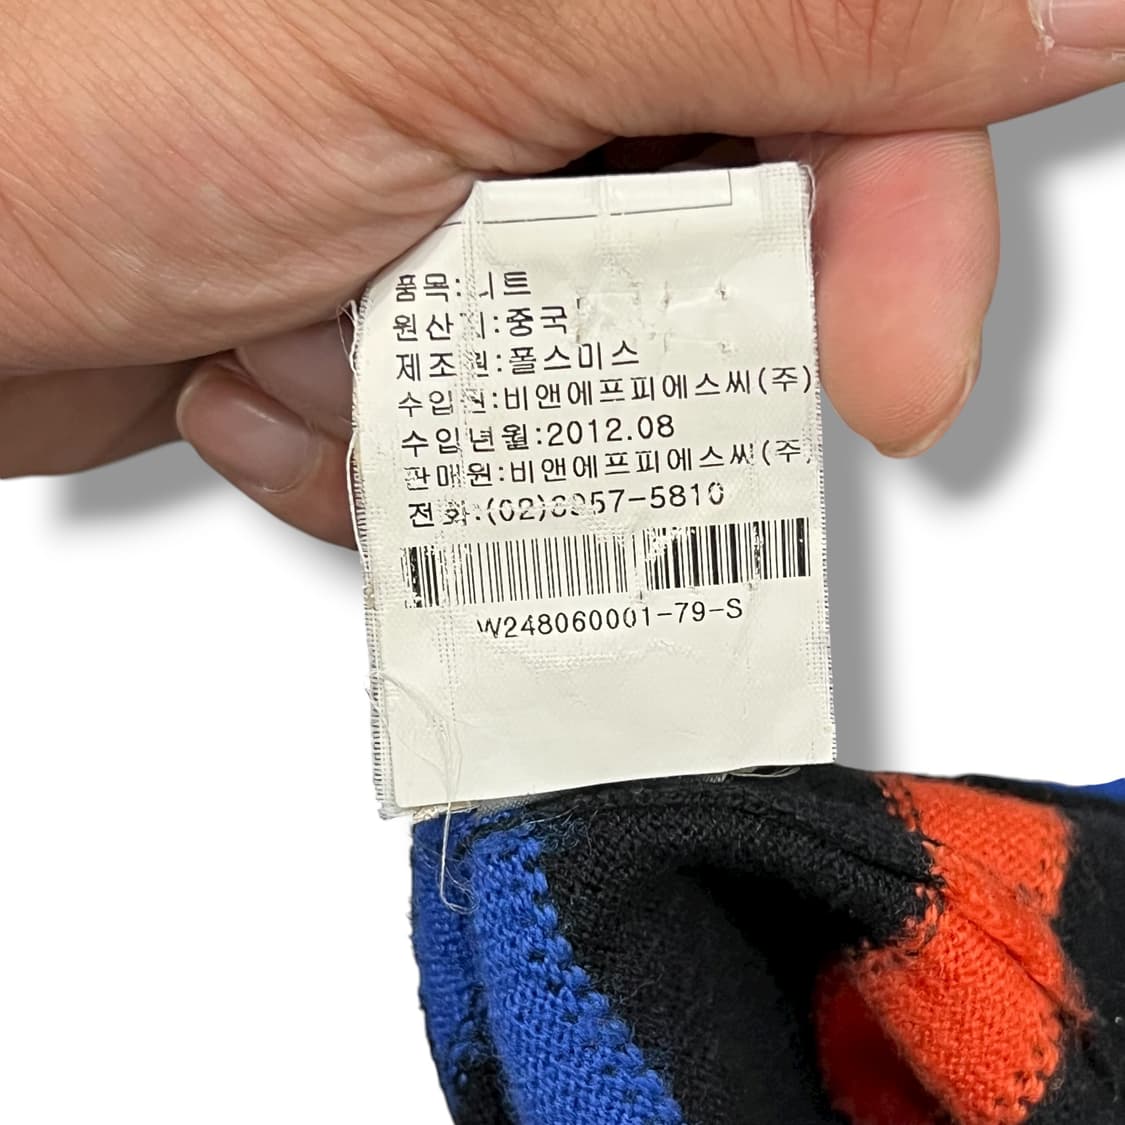 품목:니트
원산지:중국
제조원:폴스미스
수입원:비앤에프피에스씨(주)
수입년월:2012.08
판매원:비앤에프피에스씨(주)
전화:
W248060001-79-S